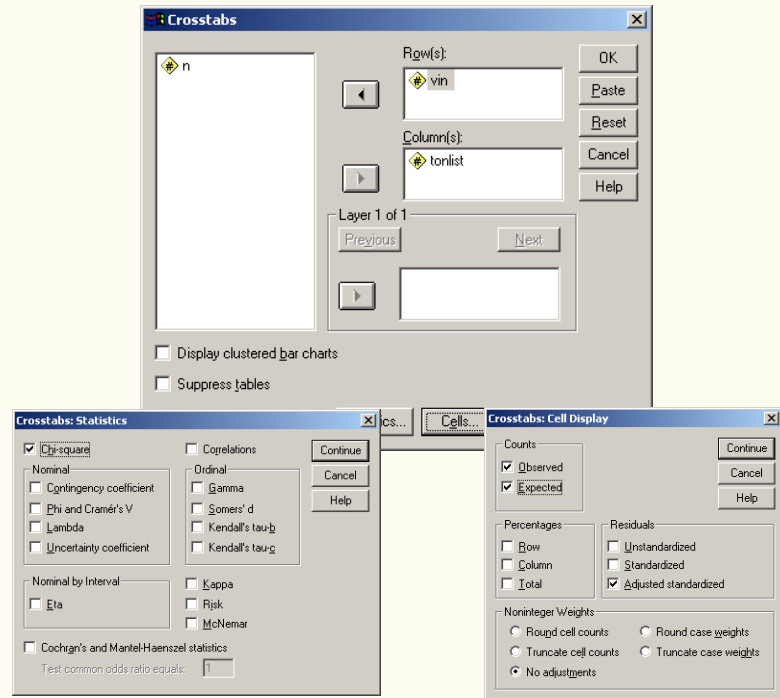 Crosstabs
n
Row(s):
vin
Column(s):
tonlist
OK
Paste
Reset
Cancel
Help
Layer 1 of 1
Previous
Next
Display clustered bar charts
Suppress tables
ics...
Cells...
Crosstabs: Statistics
Chi-square
Correlations
Nominal
Contingency coefficient
Phi and Cramér's V
Lambda
Uncertainty coefficient
Ordinal
Gamma
Somers' d
Kendall's tau-b
Kendall's tau-c
Nominal by Interval
Eta
Kappa
Risk
McNemar
Cochran's and Mantel-Haenszel statistics
Test common odds ratio equals: 1
Continue
Cancel
Help
Crosstabs: Cell Display
Counts
Observed
Expected
Continue
Cancel
Help
Percentages
Row
Column
Total
Residuals
Unstandardized
Standardized
Adjusted standardized
Noninteger Weights
Round cell counts
Round case weights
Truncate cell counts
Truncate case weights
No adjustments